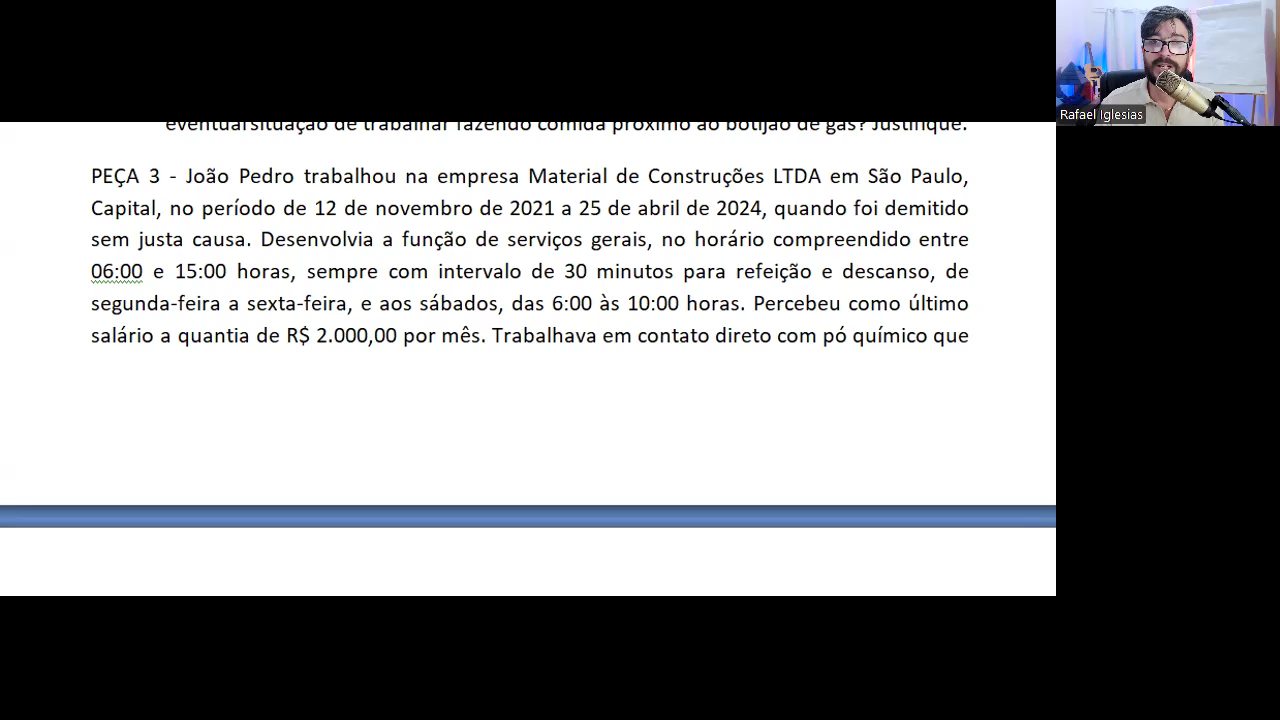 eventual situação de trabalhar fazendo comida próximo ao botijão de gás? Justifique.
PEÇA 3 - João Pedro trabalhou na empresa Material de Construções LTDA em São Paulo,
Capital, no período de 12 de novembro de 2021 a 25 de abril de 2024, quando foi demitido
sem justa causa. Desenvolvia a função de serviços gerais, no horário compreendido entre
06:00 e 15:00 horas, sempre com intervalo de 30 minutos para refeição e descanso, de
segunda-feira a sexta-feira, e aos sábados, das 6:00 às 10:00 horas. Percebeu como último
salário a quantia de R$ 2.000,00 por mês. Trabalhava em contato direto com pó químico que
Rafael Iglesias